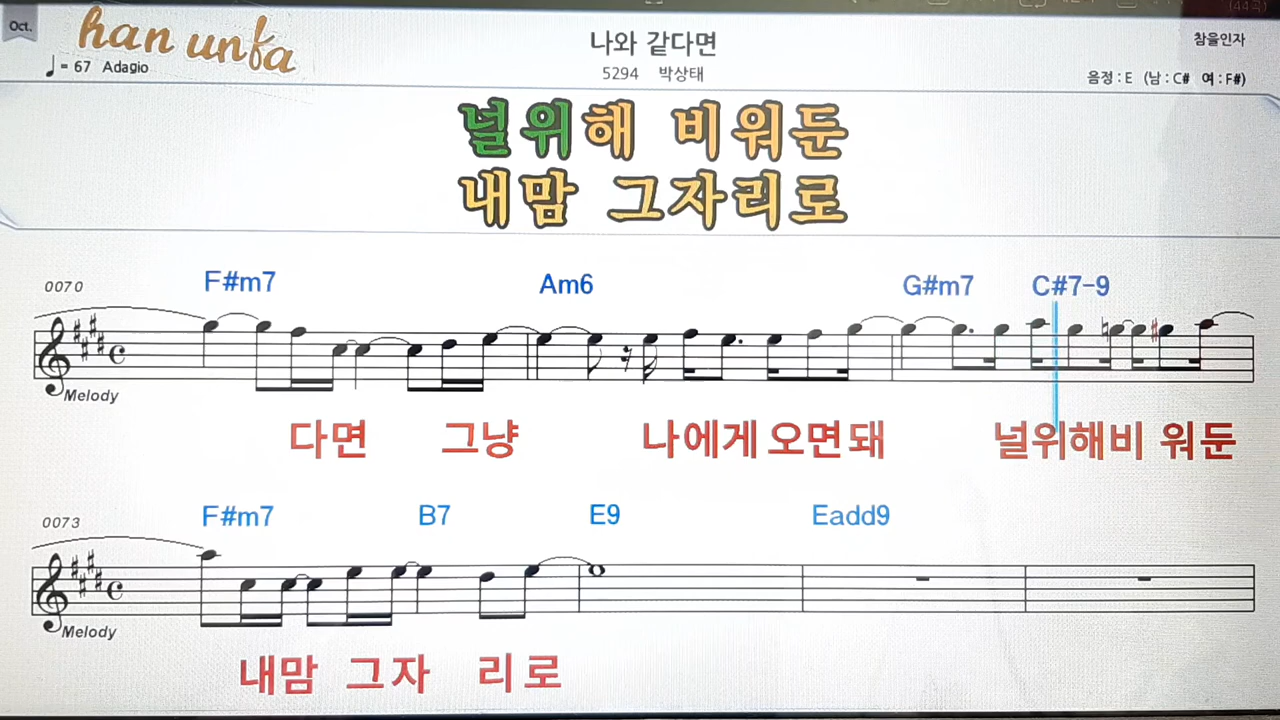 Oct.
han unfa
나와 같다면
참을인자
♩= 67 Adagio
5294 박상태
음정 : E (남 : C# 여 : F#)
널위해 비워둔
내맘 그자리로
0070
F#m7 Am6 G#m7 C#7-9
Melody
다면 그냥 나에게 오면돼 널위해비 워둔
0073
F#m7 B7 E9 Eadd9
Melody
내맘 그자 리로